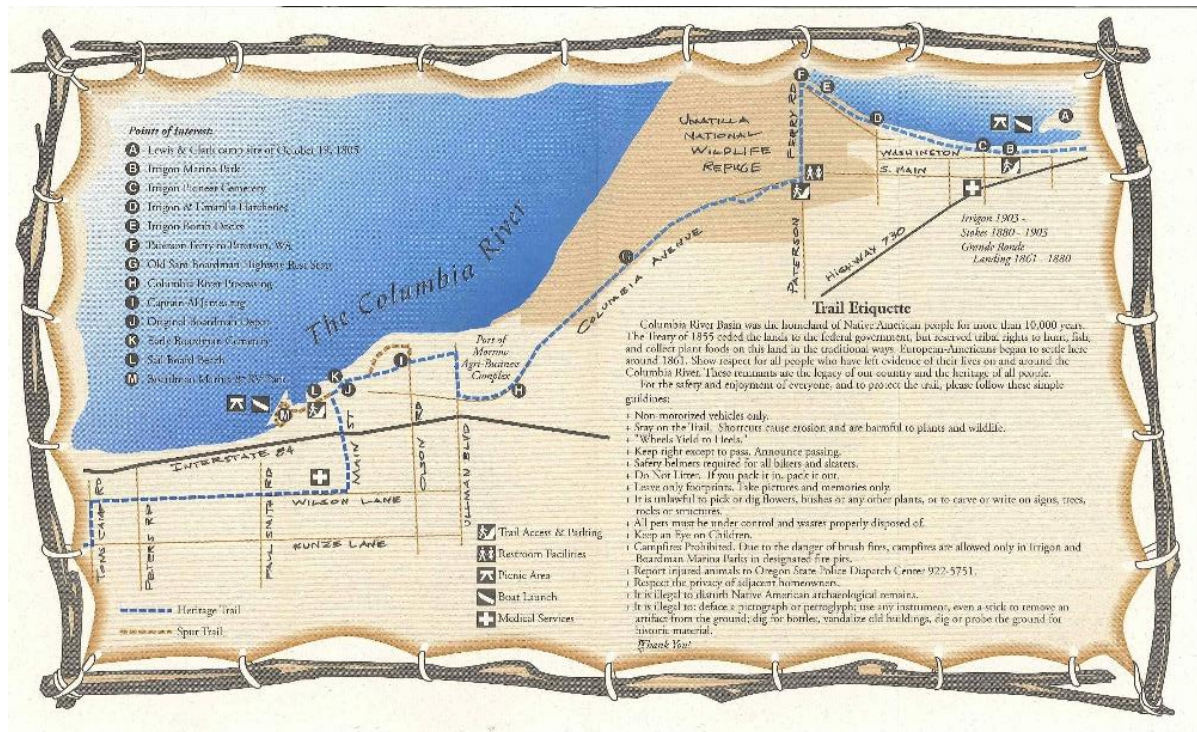 Points of Interest:
A Lewis & Clark camp site of October 19, 1805
B Irrigon Marina Park
C Irrigon Pioneer Cemetery
D Irrigon & Umatilla Hatcheries
E Irrigon Bomb Docks
F Paterson Ferry to Paterson, WA
G Old Sam Boardman Highway Rest Stop
H Columbia River Processing
I Captain Al James tug
J Original Boardman Depot
K Early Boardman Cemetery
L Sail Board Beach
M Boardman Marina & RV Park
The Columbia River
UMATILLA
NATIONAL
WILDLIFE
REFUGE
FERRY RD
F
E
D
C
B
A
WASHINGTON
S. MAIN
PATERSON
HIGHWAY 730
Irrigon 1903 -
Stokes 1880 - 1903
Grande Ronde
Landing 1861 - 1880
G
COLUMBIA AVENUE
Port of
Morrow
Agri-Business
Complex
H
I
J
K
L
M
INTERSTATE 84
MAIN ST
OLSON RD
ULLMAN BLVD
WILSON LANE
KUNZE LANE
TOMS CAMP RD
PETERS RD
PAUL SMITH RD
Heritage Trail
Spur Trail
Trail Access & Parking
Restroom Facilities
Picnic Area
Boat Launch
Medical Services
Trail Etiquette
Columbia River Basin was the homeland of Native American people for more than 10,000 years.
The Treaty of 1855 ceded the lands to the federal government, but reserved tribal rights to hunt, fish,
and collect plant foods on this land in the traditional ways. European-Americans began to settle here
around 1861. Show respect for all people who have left evidence of their lives on and around the
Columbia River. These remnants are the legacy of our country and the heritage of all people.
For the safety and enjoyment of everyone, and to protect the trail, please follow these simple
guidlines:
Non-motorized vehicles only.
Stay on the Trail. Shortcuts cause erosion and are harmful to plants and wildlife.
"Wheels Yield to Heels."
Keep right except to pass. Announce passing.
Safety helmets required for all bikers and skaters.
Do Not Litter. If you pack it in, pack it out.
Leave only footprints. Take pictures and memories only.
It is unlawful to pick or dig flowers, bushes or any other plants, or to carve or write on signs, trees,
rocks or structures.
All pets must be under control and wastes properly disposed of.
Keep an Eye on Children.
Campfires Prohibited. Due to the danger of brush fires, campfires are allowed only in Irrigon and
Boardman Marina Parks in designated fire pits.
Report injured animals to Oregon State Police Dispatch Center 922-5751.
Respect the privacy of adjacent homeowners.
It is illegal to disturb Native American archaeological remains.
It is illegal to: deface a pictograph or petroglyph; use any instrument, even a stick to remove an
artifact from the ground; dig for bottles, vandalize old buildings, dig or probe the ground for
historic material.
Thank You!